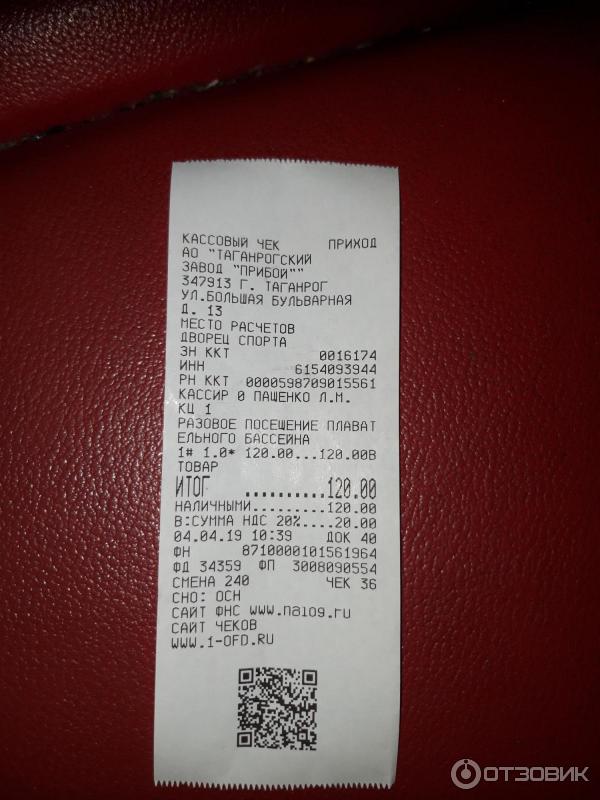 КАССОВЫЙ ЧЕК ПРИХОД
АО "ТАГАНРОГСКИЙ
ЗАВОД "ПРИБОЙ""
347913 Г. ТАГАНРОГ
УЛ.БОЛЬШАЯ БУЛЬВАРНАЯ
Д. 13
МЕСТО РАСЧЕТОВ
ДВОРЕЦ СПОРТА
ЗН ККТ 0016174
ИНН 6154093944
РН ККТ 0000598709015561
КАССИР 0 ПАЩЕНКО Л.М.
КЦ 1
РАЗОВОЕ ПОСЕЩЕНИЕ ПЛАВАТ
ЕЛЬНОГО БАССЕЙНА
1# 1.0* 120.00...120.00В
ТОВАР
ИТОГ ..........120.00
НАЛИЧНЫМИ..........120.00
В:СУММА НДС 20%....20.00
04.04.19 10:39 ДОК 40
ФН 8710000101561964
ФД 34359 ФП 3008090554
СМЕНА 240 ЧЕК 36
СНО: ОСН
САЙТ ФНС www.nalog.ru
САЙТ ЧЕКОВ
WWW.1-OFD.RU
ОТЗОВИК